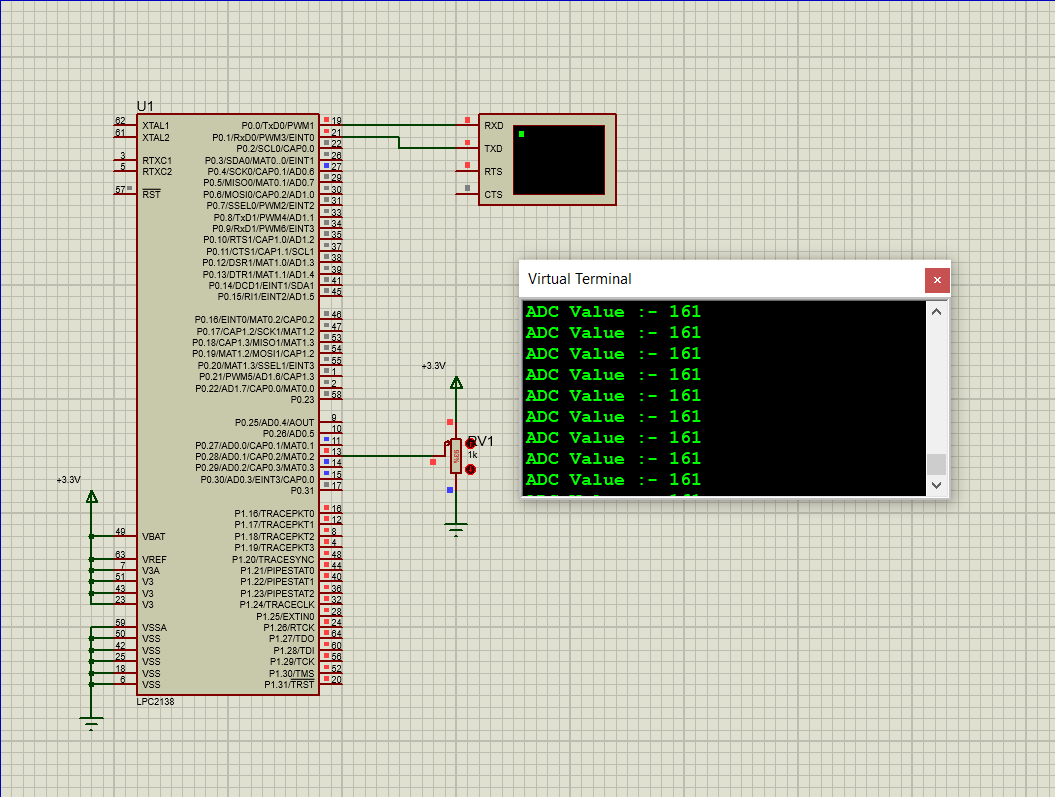 U1
62 XTAL1
61 XTAL2
3 RTXC1
5 RTXC2
57 RST
P0.0/TxD0/PWM1 19
P0.1/RxD0/PWM3/EINT0 21
P0.2/SCL0/CAP0.0 22
P0.3/SDA0/MAT0..0/EINT1 26
P0.4/SCK0/CAP0.1/AD0.6 27
P0.5/MISO0/MAT0.1/AD0.7 29
P0.6/MOSI0/CAP0.2/AD1.0 30
P0.7/SSEL0/PWM2/EINT2 31
P0.8/TxD1/PWM4/AD1.1 33
P0.9/RxD1/PWM6/EINT3 34
P0.10/RTS1/CAP1.0/AD1.2 35
P0.11/CTS1/CAP1.1/SCL1 37
P0.12/DSR1/MAT1.0/AD1.3 38
P0.13/DTR1/MAT1.1/AD1.4 39
P0.14/DCD1/EINT1/SDA1 41
P0.15/RI1/EINT2/AD1.5 45
P0.16/EINT0/MAT0.2/CAP0.2 46
P0.17/CAP1.2/SCK1/MAT1.2 47
P0.18/CAP1.3/MISO1/MAT1.3 53
P0.19/MAT1.2/MOSI1/CAP1.2 54
P0.20/MAT1.3/SSEL1/EINT3 55
P0.21/PWM5/AD1.6/CAP1.3 1
P0.22/AD1.7/CAP0.0/MAT0.0 2
P0.23 58
P0.25/AD0.4/AOUT 9
P0.26/AD0.5 10
P0.27/AD0.0/CAP0.1/MAT0.1 11
P0.28/AD0.1/CAP0.2/MAT0.2 13
P0.29/AD0.2/CAP0.3/MAT0.3 14
P0.30/AD0.3/EINT3/CAP0.0 15
P0.31 17
P1.16/TRACEPKT0 16
P1.17/TRACEPKT1 12
P1.18/TRACEPKT2 8
P1.19/TRACEPKT3 4
P1.20/TRACESYNC 48
P1.21/PIPESTAT0 44
P1.22/PIPESTAT1 40
P1.23/PIPESTAT2 36
P1.24/TRACECLK 32
P1.25/EXTIN0 28
P1.26/RTCK 24
P1.27/TDO 64
P1.28/TDI 60
P1.29/TCK 56
P1.30/TMS 52
P1.31/TRST 20
+3.3V
49 VBAT
63 VREF
7 V3A
51 V3
43 V3
23 V3
59 VSSA
50 VSS
42 VSS
25 VSS
18 VSS
6 VSS
LPC2138
RXD
TXD
RTS
CTS
+3.3V
RV1
1k
Virtual Terminal
ADC Value :- 161
ADC Value :- 161
ADC Value :- 161
ADC Value :- 161
ADC Value :- 161
ADC Value :- 161
ADC Value :- 161
ADC Value :- 161
ADC Value :- 161